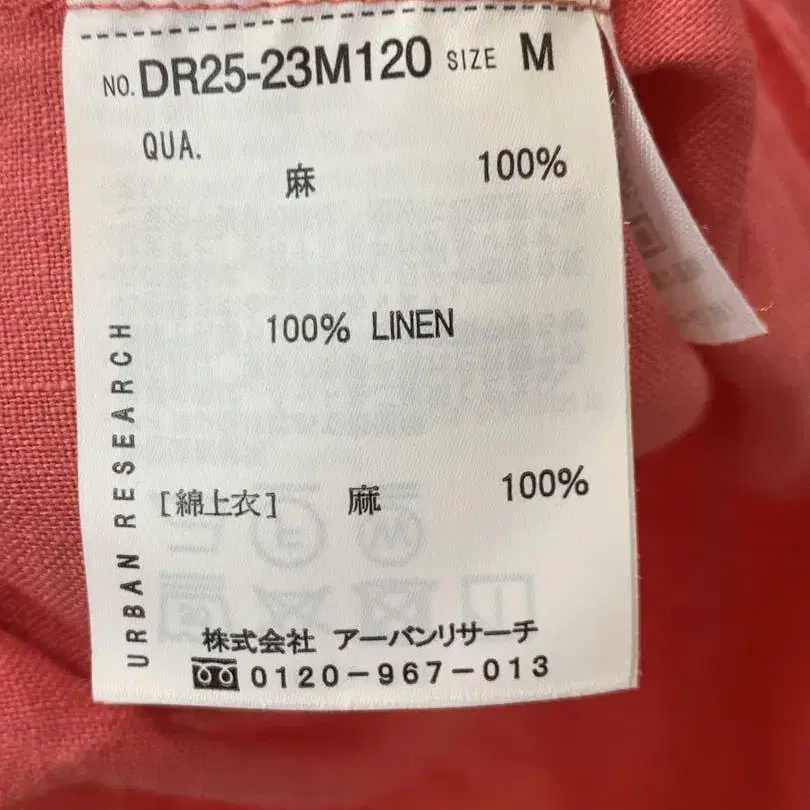 NO. DR25-23M120 SIZE M
QUA.
麻 100%
100% LINEN
URBAN RESEARCH
[綿上衣] 麻 100%
株式会社 アーバンリサーチ
0120-967-013